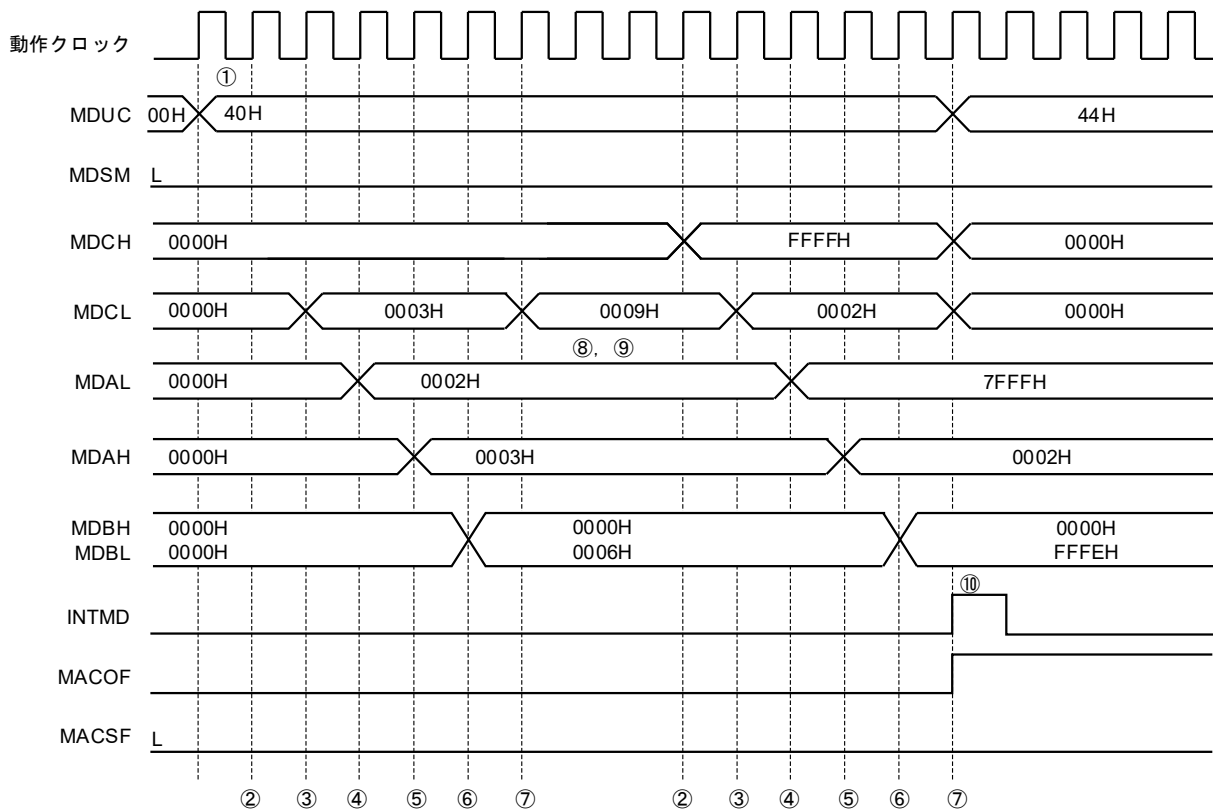 動作クロック
①
MDUC 00H 40H 44H
MDSM L
MDCH 0000H FFFFH 0000H
MDCL 0000H 0003H 0009H 0002H 0000H
⑧, ⑨
MDAL 0000H 0002H 7FFFH
MDAH 0000H 0003H 0002H
MDBH 0000H 0000H 0000H
MDBL 0000H 0006H FFFEH
⑩
INTMD
MACOF
MACSF L
② ③ ④ ⑤ ⑥ ⑦ ② ③ ④ ⑤ ⑥ ⑦